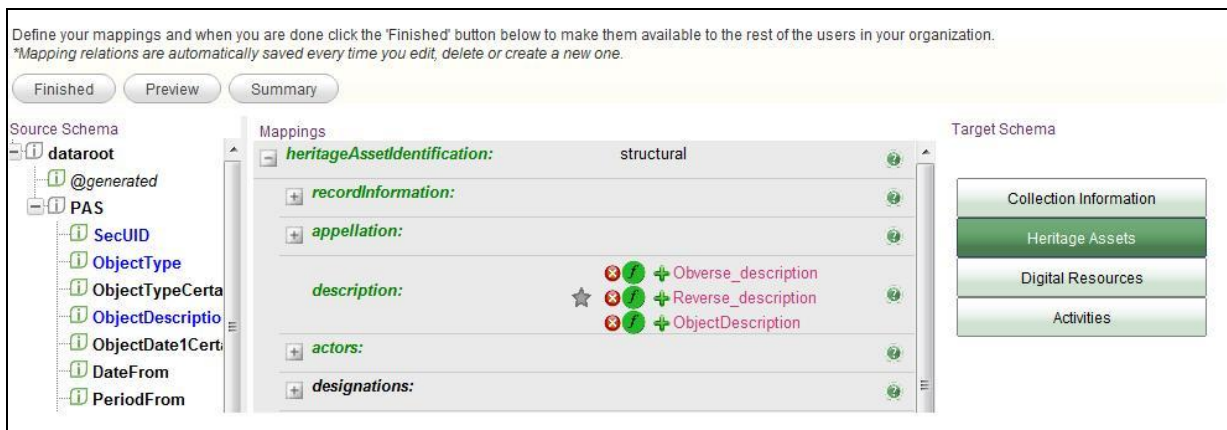 Define your mappings and when you are done click the 'Finished' button below to make them available to the rest of the users in your organization.
*Mapping relations are automatically saved every time you edit, delete or create a new one.
Finished Preview Summary
Source Schema
dataroot
@generated
PAS
SecUID
ObjectType
ObjectTypeCerta
ObjectDescriptio
ObjectDate1Certa
DateFrom
PeriodFrom
Mappings
heritageAssetIdentification: structural
recordInformation:
appellation:
description:
Obverse_description
Reverse_description
ObjectDescription
actors:
designations:
Target Schema
Collection Information
Heritage Assets
Digital Resources
Activities